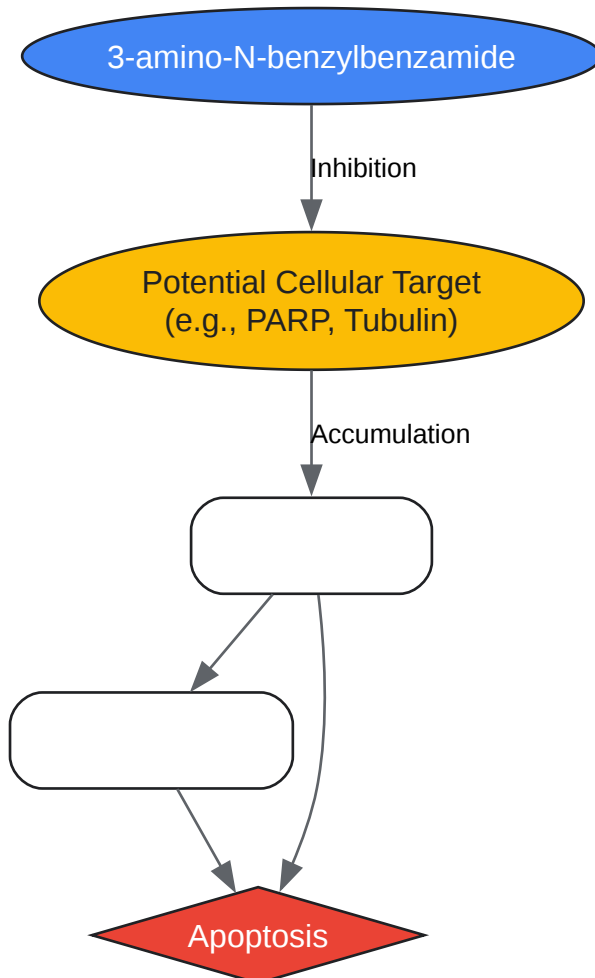 3-amino-N-benzylbenzamide
Inhibition
Potential Cellular Target
(e.g., PARP, Tubulin)
Accumulation
Apoptosis